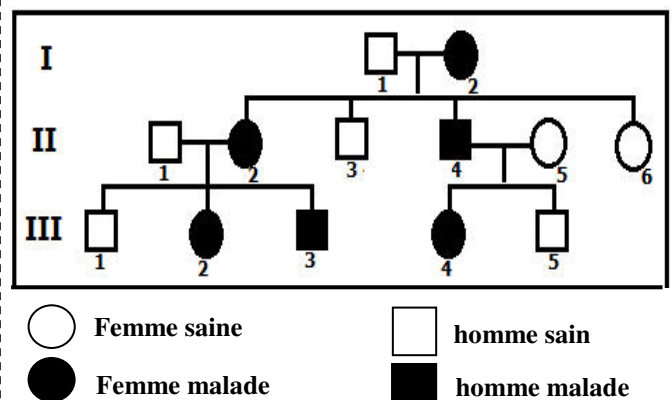 I
1 2
II
1 2 3 4 5 6
III
1 2 3 4 5
Femme saine homme sain
Femme malade homme malade